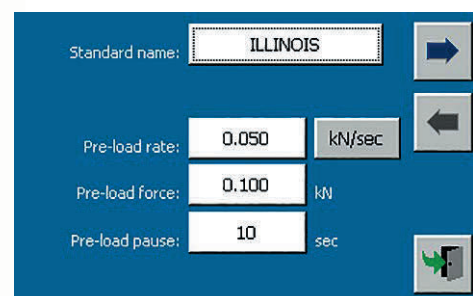 Standard name: ILLINOIS
Pre-load rate: 0.050 kN/sec
Pre-load force: 0.100 kN
Pre-load pause: 10 sec